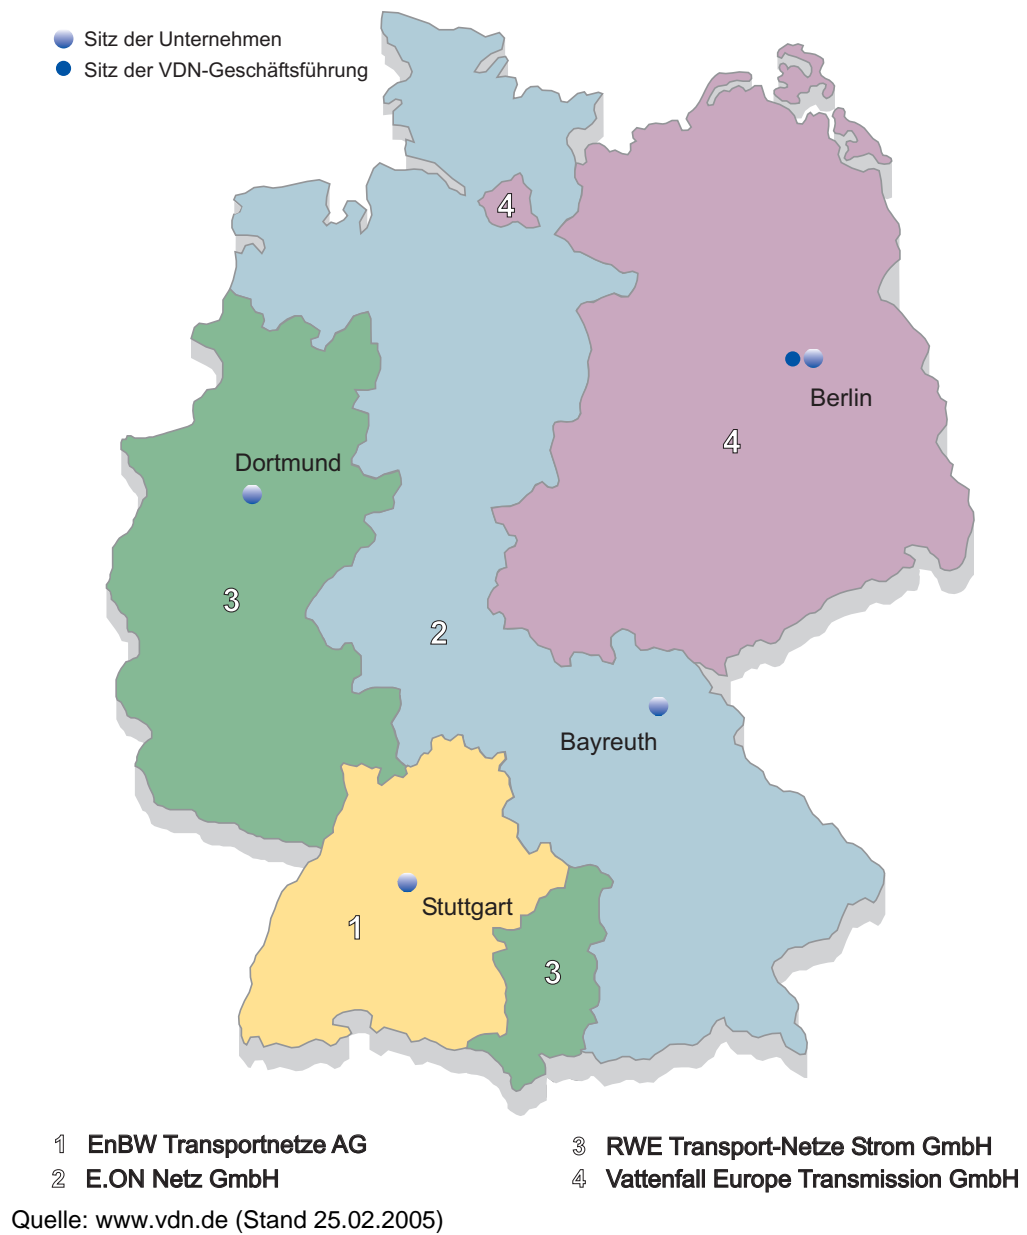 Sitz der Unternehmen
Sitz der VDN-Geschäftsführung
4
Berlin
4
Dortmund
3
2
Bayreuth
Stuttgart
1
3
1 EnBW Transportnetze AG
2 E.ON Netz GmbH
3 RWE Transport-Netze Strom GmbH
4 Vattenfall Europe Transmission GmbH
Quelle: www.vdn.de (Stand 25.02.2005)